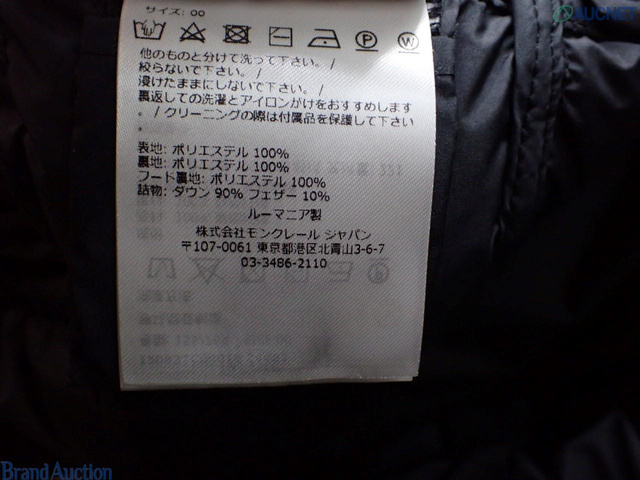 AUCNET
サイズ: 00
他のものと分けて洗って下さい。/
絞らないで下さい。/
浸けたままにしないで下さい。/
裏返しての洗濯とアイロンがけをおすすめします
。/ クリーニングの際は付属品を保護して下さい
。/
表地: ポリエステル 100%
裏地: ポリエステル 100%
フード裏地: ポリエステル 100%
詰物: ダウン 90% フェザー 10%
ルーマニア製
株式会社モンクレール ジャパン
〒107-0061 東京都港区北青山3-6-7
03-3486-2110
Brand Auction